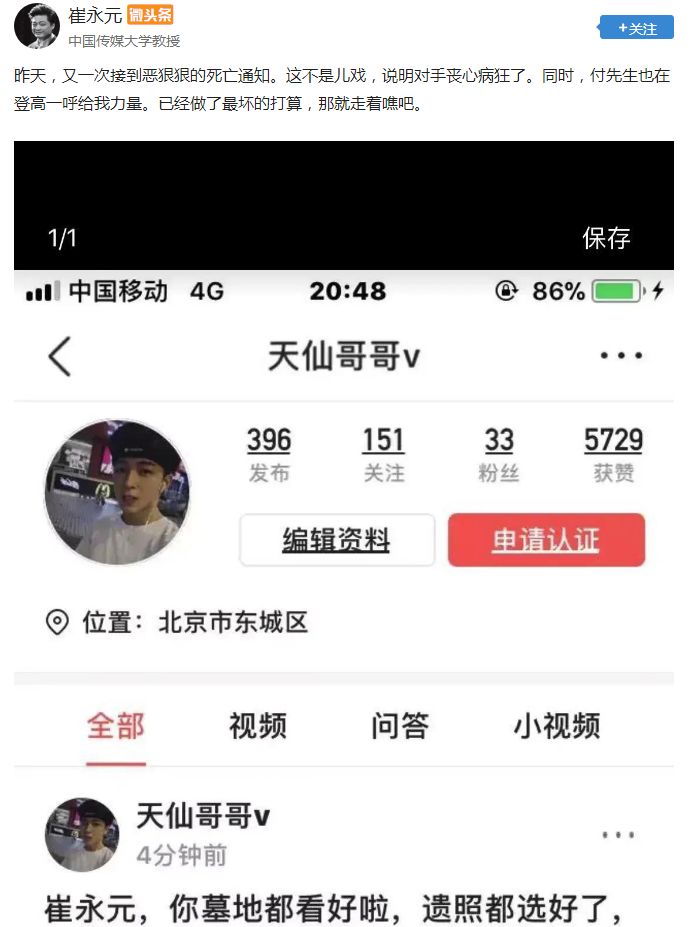 崔永元 微头条
+关注
中国传媒大学教授
昨天，又一次接到恶狠狠的死亡通知。这不是儿戏，说明对手丧心病狂了。同时，付先生也在
登高一呼给我力量。已经做了最坏的打算，那就走着瞧吧。
1/1 保存
中国移动 4G 20:48 86%
天仙哥哥v
396 151 33 5729
发布 关注 粉丝 获赞
编辑资料 申请认证
位置：北京市东城区
全部 视频 问答 小视频
天仙哥哥v
4分钟前
崔永元，你墓地都看好啦，遗照都选好了，